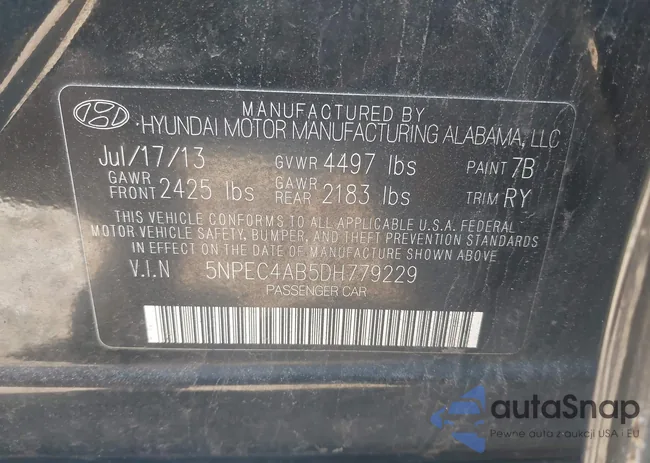 MANUFACTURED BY
HYUNDAI MOTOR MANUFACTURING ALABAMA, LLC
Jul/17/13 GVWR 4497 lbs PAINT 7B
GAWR FRONT 2425 lbs GAWR REAR 2183 lbs TRIM RY
THIS VEHICLE CONFORMS TO ALL APPLICABLE U.S.A. FEDERAL
MOTOR VEHICLE SAFETY, BUMPER, AND THEFT PREVENTION STANDARDS
IN EFFECT ON THE DATE OF MANUFACTURE SHOWN ABOVE.
V.I.N 5NPEC4AB5DH779229
PASSENGER CAR
autaSnap
Pewne auta z aukcji USA · EU